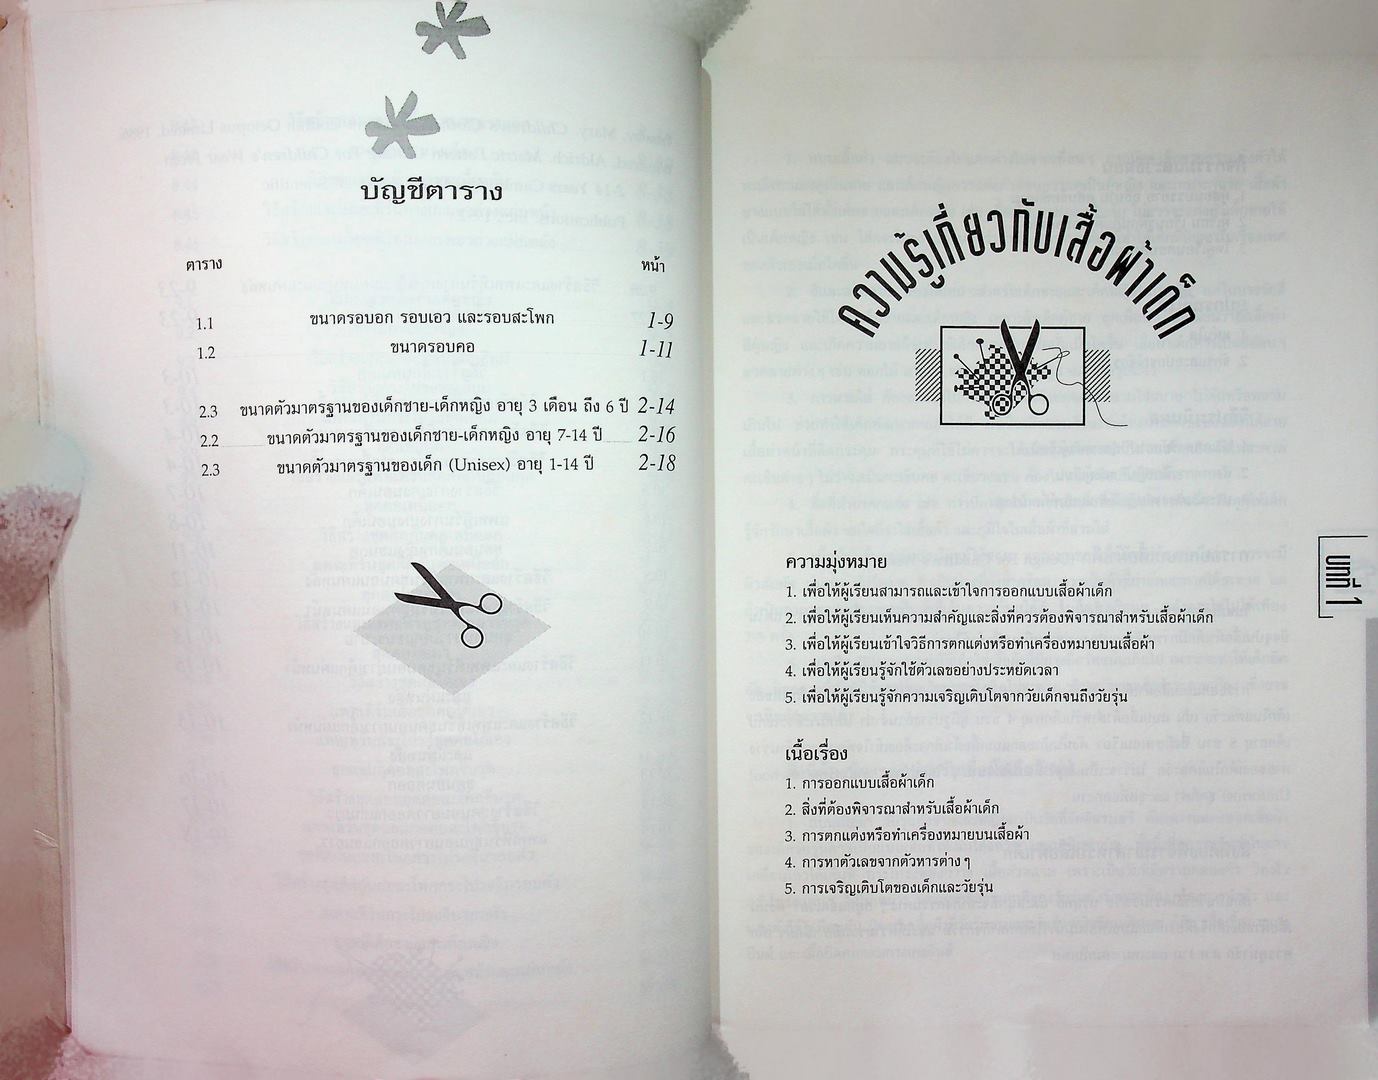 บัญชีตาราง
ตาราง หน้า
1.1 ขนาดรอบอก รอบเอว และรอบสะโพก 1-9
1.2 ขนาดรอบคอ 1-11
2.3 ขนาดตัวมาตรฐานของเด็กชาย-เด็กหญิง อายุ 3 เดือน ถึง 6 ปี 2-14
2.2 ขนาดตัวมาตรฐานของเด็กชาย-เด็กหญิง อายุ 7-14 ปี 2-16
2.3 ขนาดตัวมาตรฐานของเด็ก (Unisex) อายุ 1-14 ปี 2-18
ความรู้เกี่ยวกับเสื้อผ้าเด็ก
บทที่ 1
ความมุ่งหมาย
1. เพื่อให้ผู้เรียนสามารถและเข้าใจการออกแบบเสื้อผ้าเด็ก
2. เพื่อให้ผู้เรียนเห็นความสำคัญและสิ่งที่ควรต้องพิจารณาสำหรับเสื้อผ้าเด็ก
3. เพื่อให้ผู้เรียนเข้าใจวิธีการตกแต่งหรือทำเครื่องหมายบนเสื้อผ้า
4. เพื่อให้ผู้เรียนรู้จักใช้ตัวเลขอย่างประหยัดเวลา
5. เพื่อให้ผู้เรียนรู้จักความเจริญเติบโตจากวัยเด็กจนถึงวัยรุ่น
เนื้อเรื่อง
1. การออกแบบเสื้อผ้าเด็ก
2. สิ่งที่ต้องพิจารณาสำหรับเสื้อผ้าเด็ก
3. การตกแต่งหรือทำเครื่องหมายบนเสื้อผ้า
4. การหาตัวเลขจากตัวหารต่าง ๆ
5. การเจริญเติบโตของเด็กและวัยรุ่น